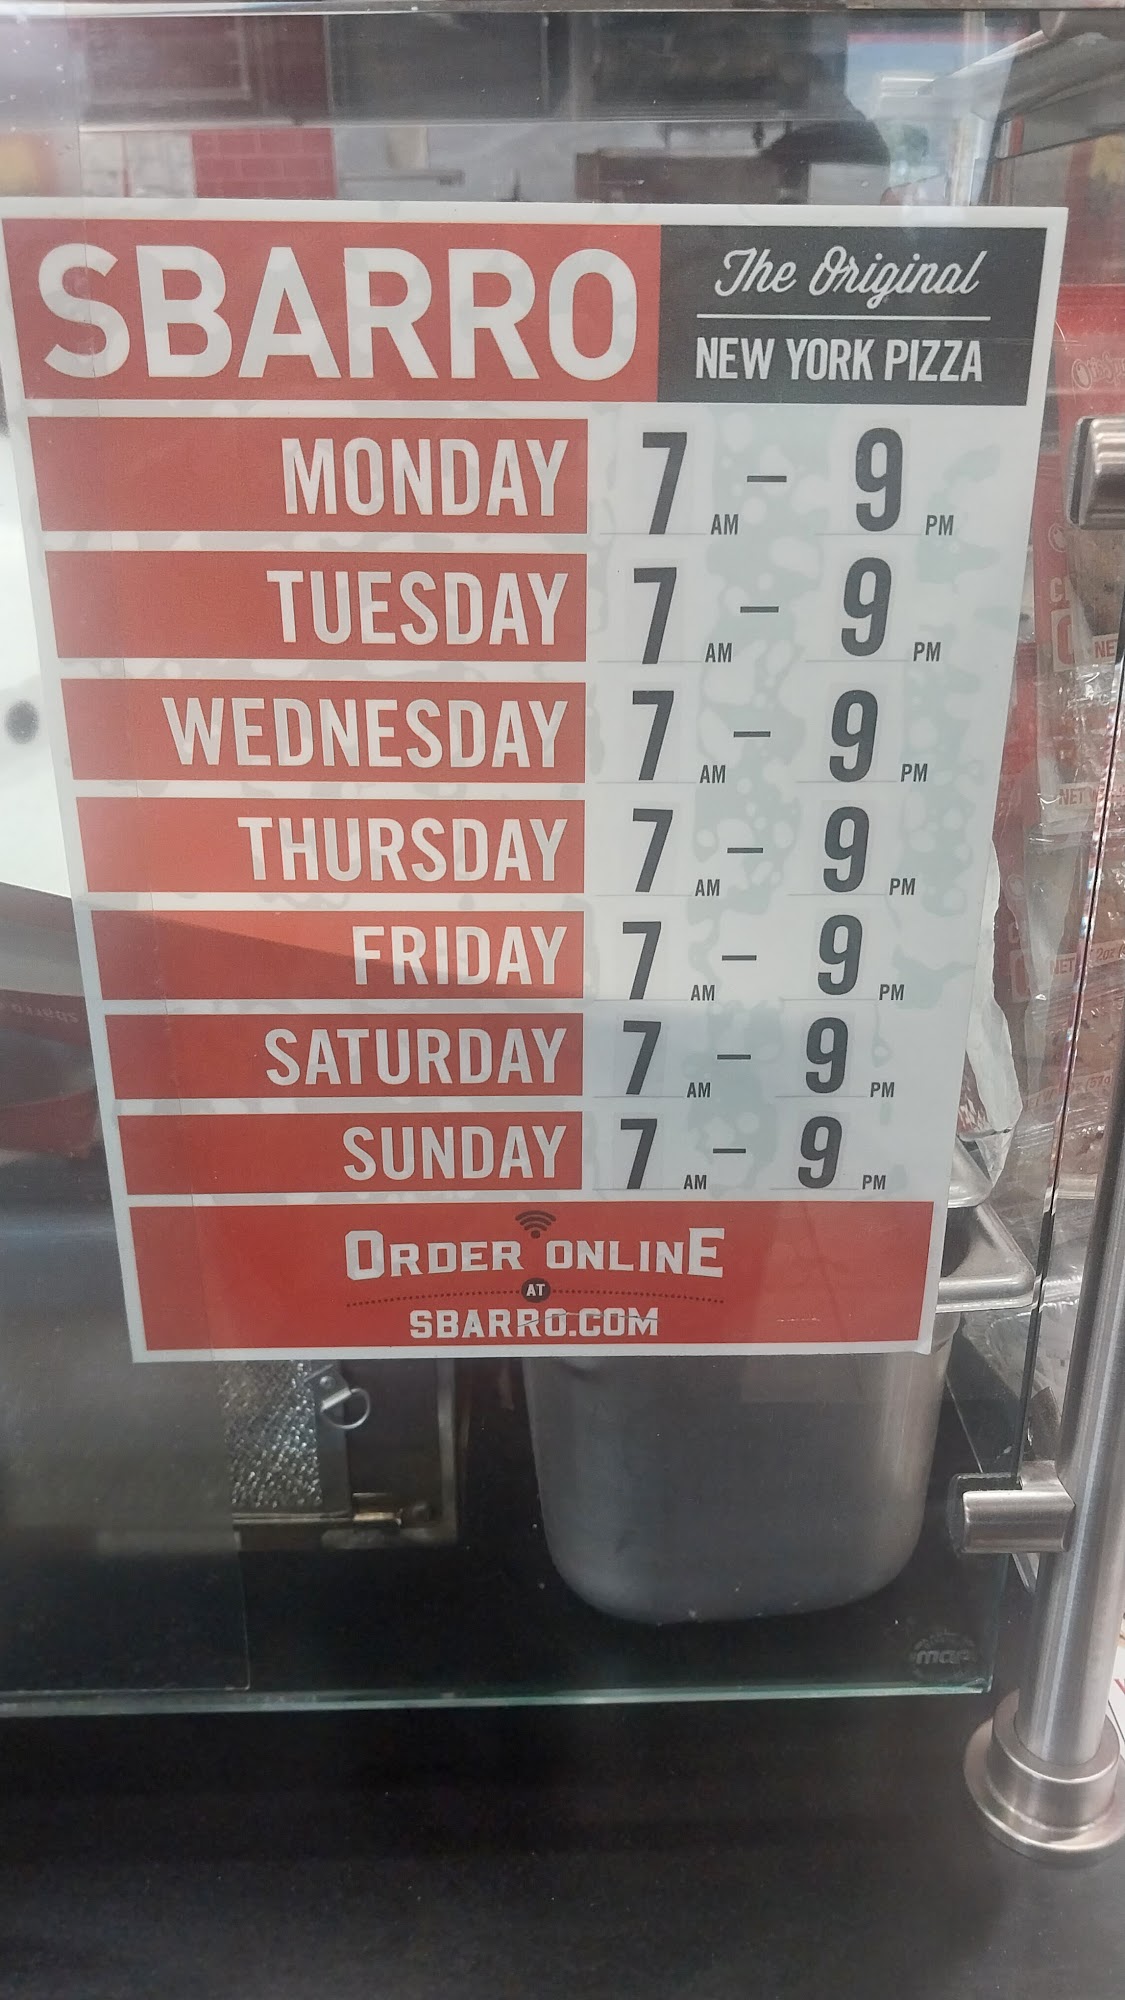 SBARRO
The Original
NEW YORK PIZZA
MONDAY 7 AM – 9 PM
TUESDAY 7 AM – 9 PM
WEDNESDAY 7 AM – 9 PM
THURSDAY 7 AM – 9 PM
FRIDAY 7 AM – 9 PM
SATURDAY 7 AM – 9 PM
SUNDAY 7 AM – 9 PM
ORDER ONLINE
AT
SBARRO.COM